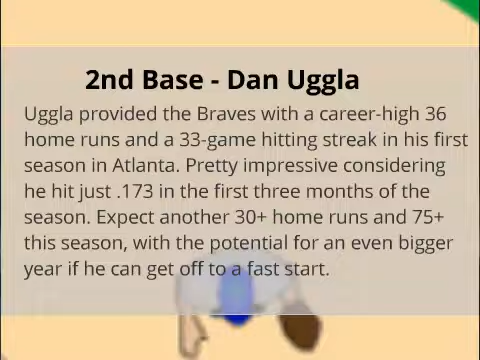 2nd Base - Dan Uggla
Uggla provided the Braves with a career-high 36
home runs and a 33-game hitting streak in his first
season in Atlanta. Pretty impressive considering
he hit just .173 in the first three months of the
season. Expect another 30+ home runs and 75+
this season, with the potential for an even bigger
year if he can get off to a fast start.